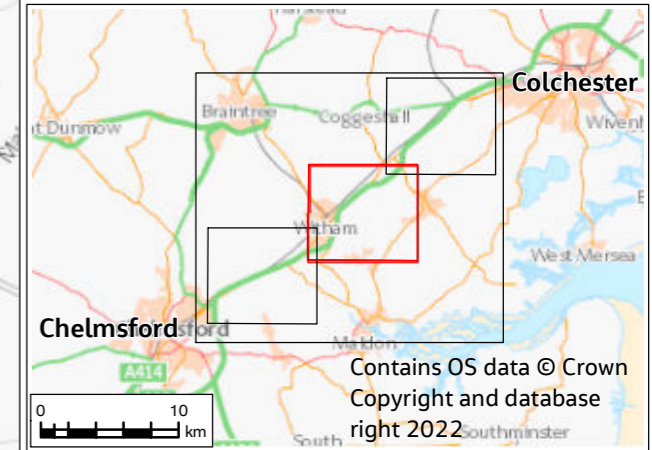 Colchester
Braintree
Coggeshall
t Dunmow
Wivenh
Witham
West Mersea
Chelmsford
Maldon
A414
Contains OS data © Crown
Copyright and database
right 2022
0 10
km
South
Southminster